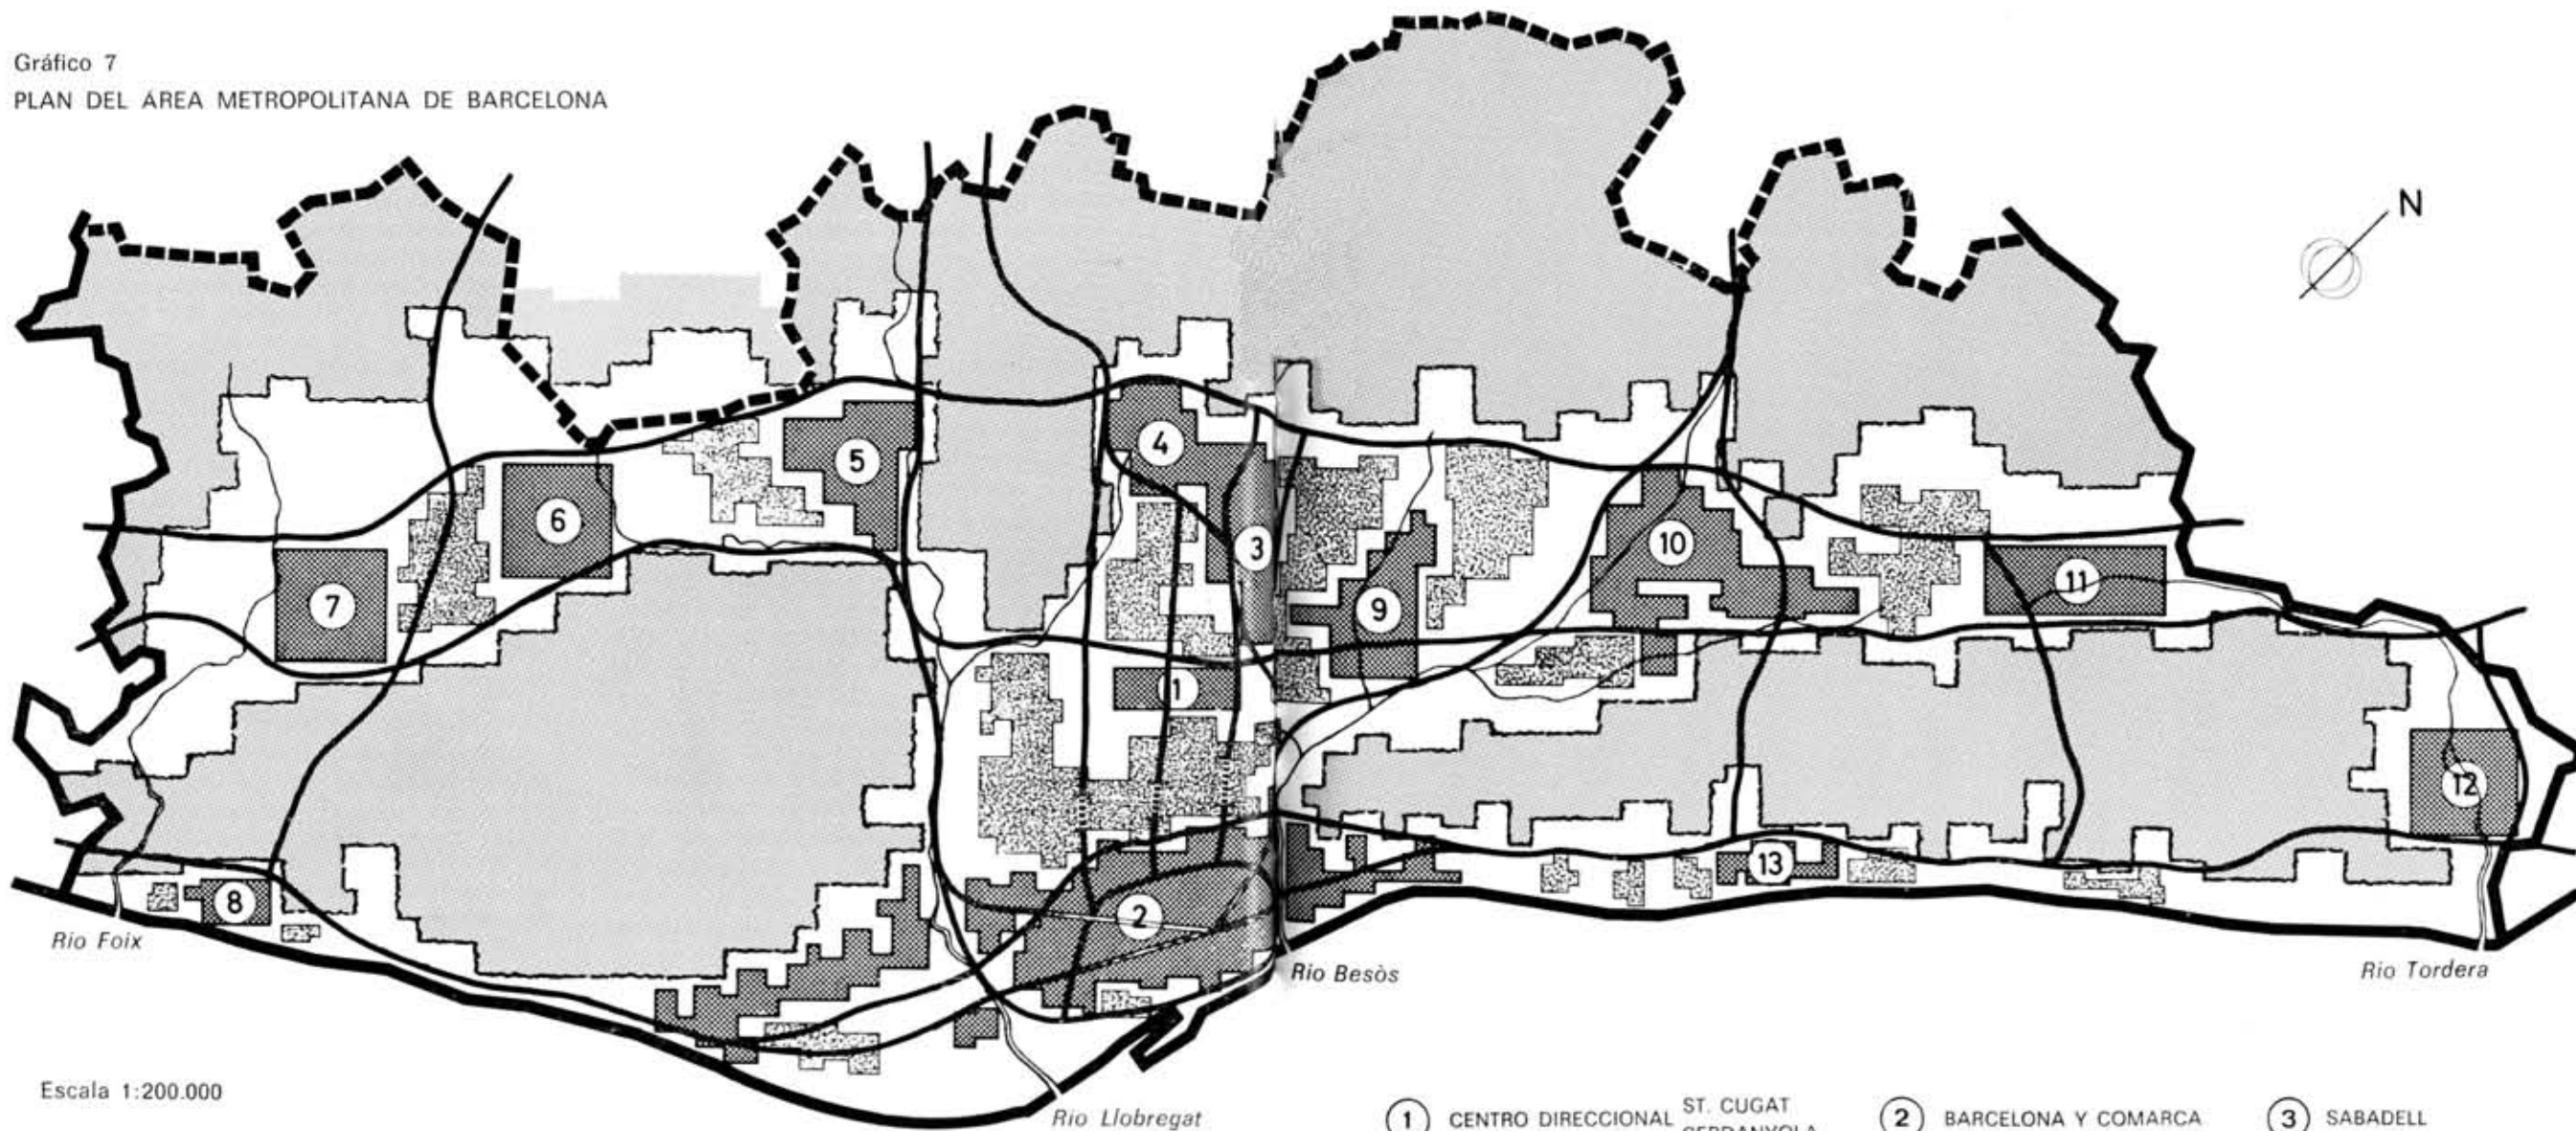 Gráfico 7
PLAN DEL ÁREA METROPOLITANA DE BARCELONA
N
4
5
6
3
10
11
7
9
1
12
13
8
2
Rio Foix
Rio Besòs
Rio Tordera
Escala 1:200.000
Rio Llobregat
1 CENTRO DIRECCIONAL ST. CUGAT
CERDANYOLA
2 BARCELONA Y COMARCA
3 SABADELL